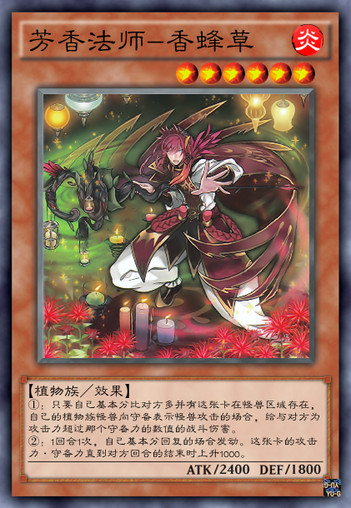 芳香法师-香蜂草
炎
【植物族／效果】
①：只要自己基本分比对方多并有这张卡在怪兽区域存在，
自己的植物族怪兽向守备表示怪兽攻击的场合，给与对方为
攻击力超过那个守备力的数值的战斗伤害。
②：1回合1次，自己基本分回复的场合发动。这张卡的攻击
力·守备力直到对方回合的结束时上升1000。
ATK/2400 DEF/1800